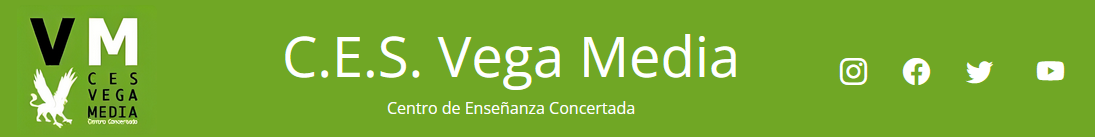 VM
CES
VEGA
MEDIA
Centro Concertado
C.E.S. Vega Media
Centro de Enseñanza Concertada